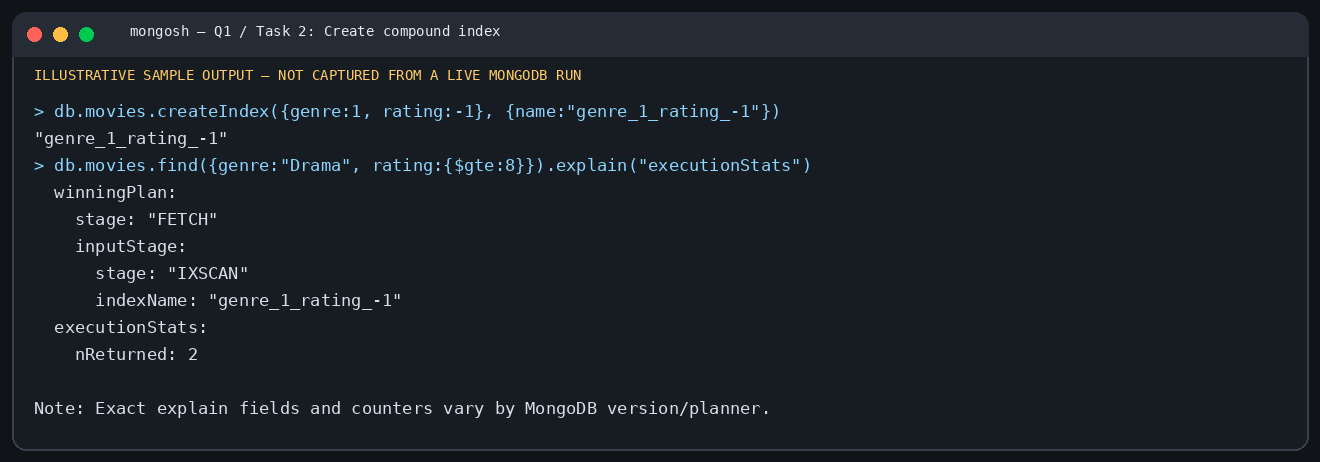 mongosh — Q1 / Task 2: Create compound index
ILLUSTRATIVE SAMPLE OUTPUT — NOT CAPTURED FROM A LIVE MONGODB RUN
> db.movies.createIndex({genre:1, rating:-1}, {name:"genre_1_rating_-1"})
"genre_1_rating_-1"
> db.movies.find({genre:"Drama", rating:{$gte:8}}).explain("executionStats")
  winningPlan:
    stage: "FETCH"
    inputStage:
      stage: "IXSCAN"
      indexName: "genre_1_rating_-1"
  executionStats:
    nReturned: 2
Note: Exact explain fields and counters vary by MongoDB version/planner.